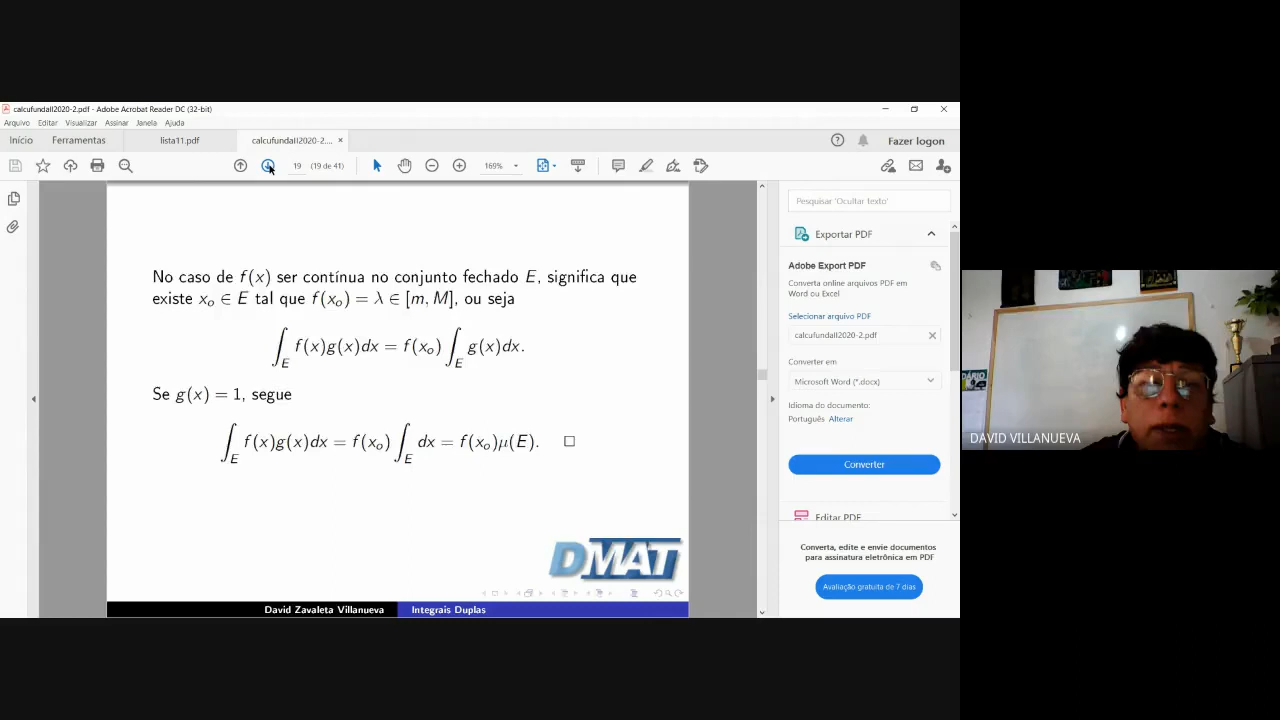 calcufundaII2020-2.pdf - Adobe Acrobat Reader DC (32-bit)
Arquivo Editar Visualizar Assinar Janela Ajuda
Início Ferramentas lista11.pdf calcufundaII2020-2.... × Fazer logon
19 (19 de 41) 169%
No caso de f(x) ser contínua no conjunto fechado E, significa que
existe x₀ ∈ E tal que f(x₀) = λ ∈ [m, M], ou seja
∫_E f(x)g(x)dx = f(x₀) ∫_E g(x)dx.
Se g(x) = 1, segue
∫_E f(x)g(x)dx = f(x₀) ∫_E dx = f(x₀)μ(E). □
DMAT
David Zavaleta Villanueva Integrais Duplas
Pesquisar 'Ocultar texto'
Exportar PDF
Adobe Export PDF
Converta online arquivos PDF em
Word ou Excel
Selecionar arquivo PDF
calcufundaII2020-2.pdf
Converter em
Microsoft Word (*.docx)
Idioma do documento:
Português Alterar
Converter
Editar PDF
Converta, edite e envie documentos
para assinatura eletrônica em PDF
Avaliação gratuita de 7 dias
DAVID VILLANUEVA